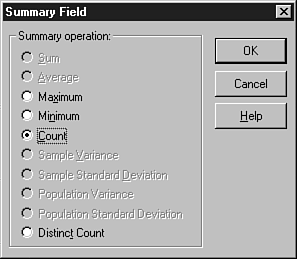 Summary Field
Summary operation:
Sum
Average
Maximum
Minimum
Count
Sample Variance
Sample Standard Deviation
Population Variance
Population Standard Deviation
Distinct Count
OK
Cancel
Help